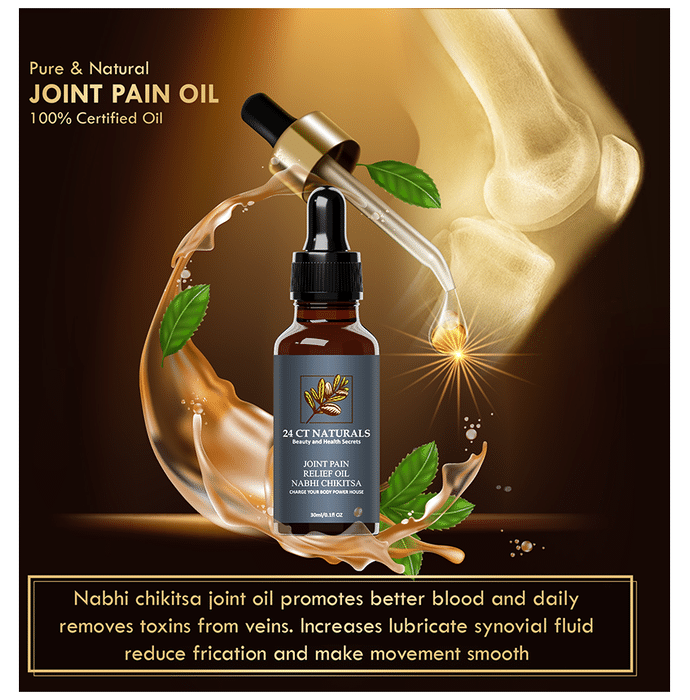 Pure & Natural
JOINT PAIN OIL
100% Certified Oil
24 CT NATURALS
Beauty and Health Secrets
JOINT PAIN
RELIEF OIL
NABHI CHIKITSA
CHARGE YOUR BODY POWER HOUSE
30ml/0.1fl OZ
Nabhi chikitsa joint oil promotes better blood and daily
removes toxins from veins. Increases lubricate synovial fluid
reduce frication and make movement smooth